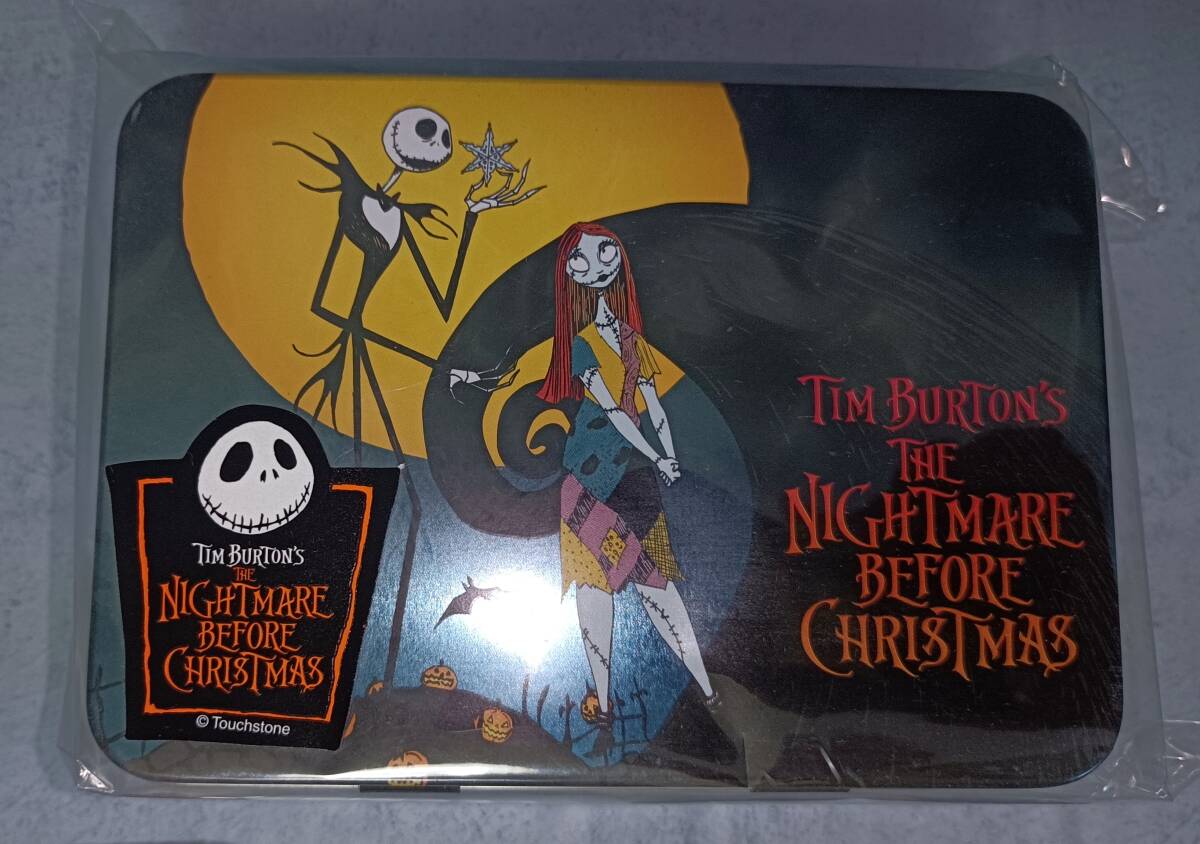 TIM BURTON'S
THE
NIGHTMARE
BEFORE
CHRISTMAS
TIM BURTON'S
THE
NIGHTMARE
BEFORE
CHRISTMAS
© Touchstone